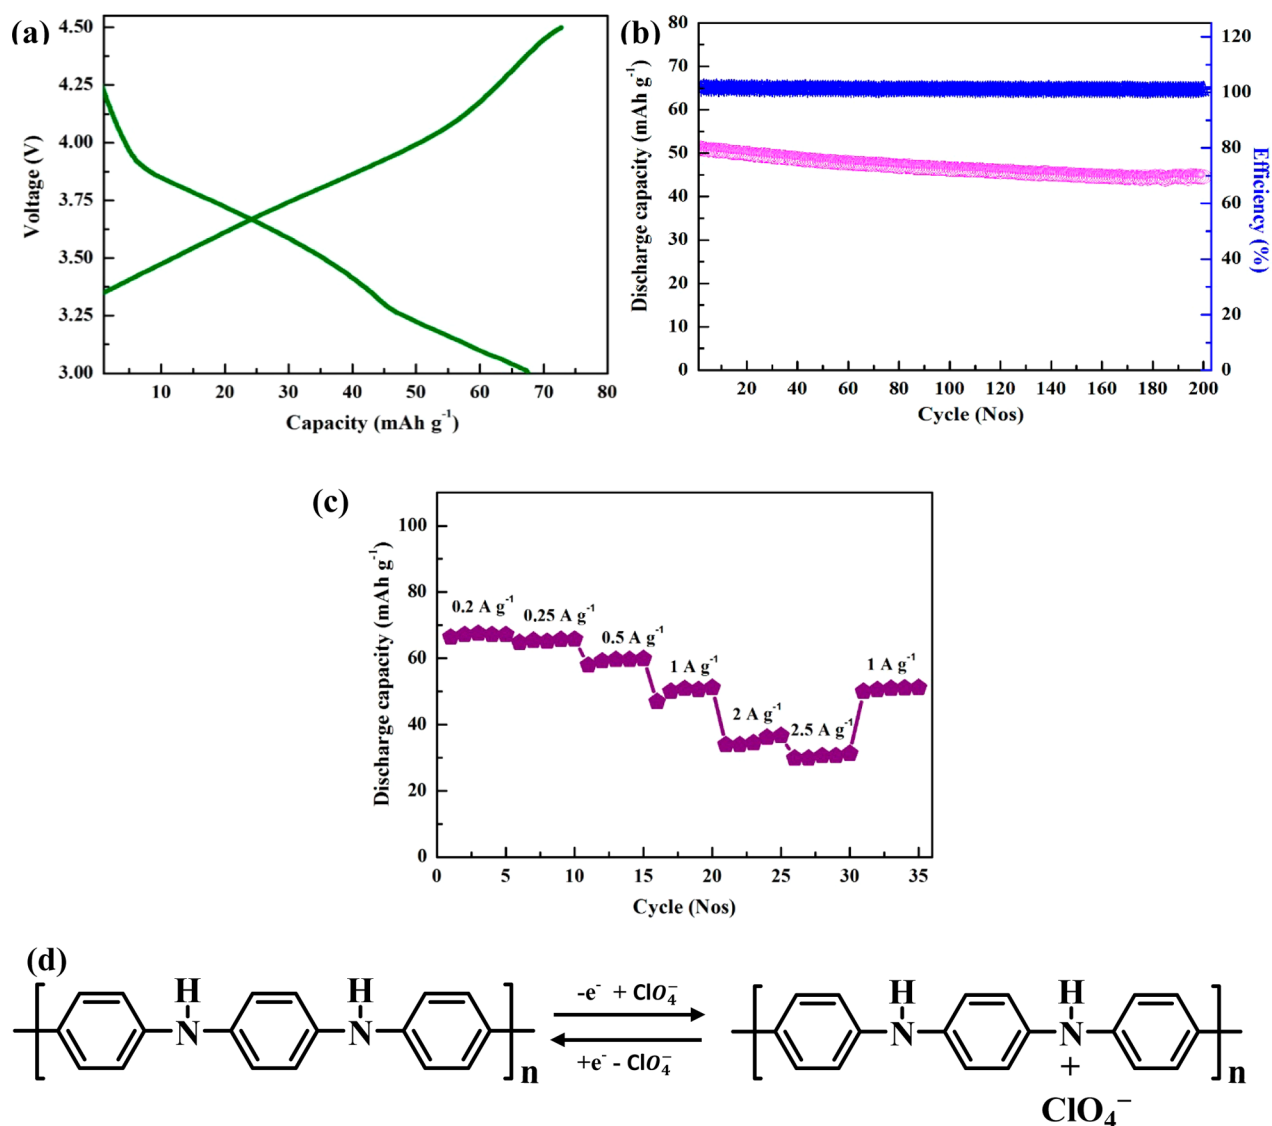 (a)
4.50
4.25
4.00
3.75
3.50
3.25
3.00
Voltage (V)
10 20 30 40 50 60 70 80
Capacity (mAh g⁻¹)
(b)
80
70
60
50
40
30
20
10
0
Discharge capacity (mAh g⁻¹)
120
100
80
60
40
20
0
Efficiency (%)
20 40 60 80 100 120 140 160 180 200
Cycle (Nos)
(c)
100
80
60
40
20
0
Discharge capacity (mAh g⁻¹)
0.2 A g⁻¹
0.25 A g⁻¹
0.5 A g⁻¹
1 A g⁻¹
2 A g⁻¹
2.5 A g⁻¹
1 A g⁻¹
0 5 10 15 20 25 30 35
Cycle (Nos)
(d)
H H
N N
n
-e⁻ + ClO₄⁻
+e⁻ - ClO₄⁻
H H
N N
+
n
ClO₄⁻